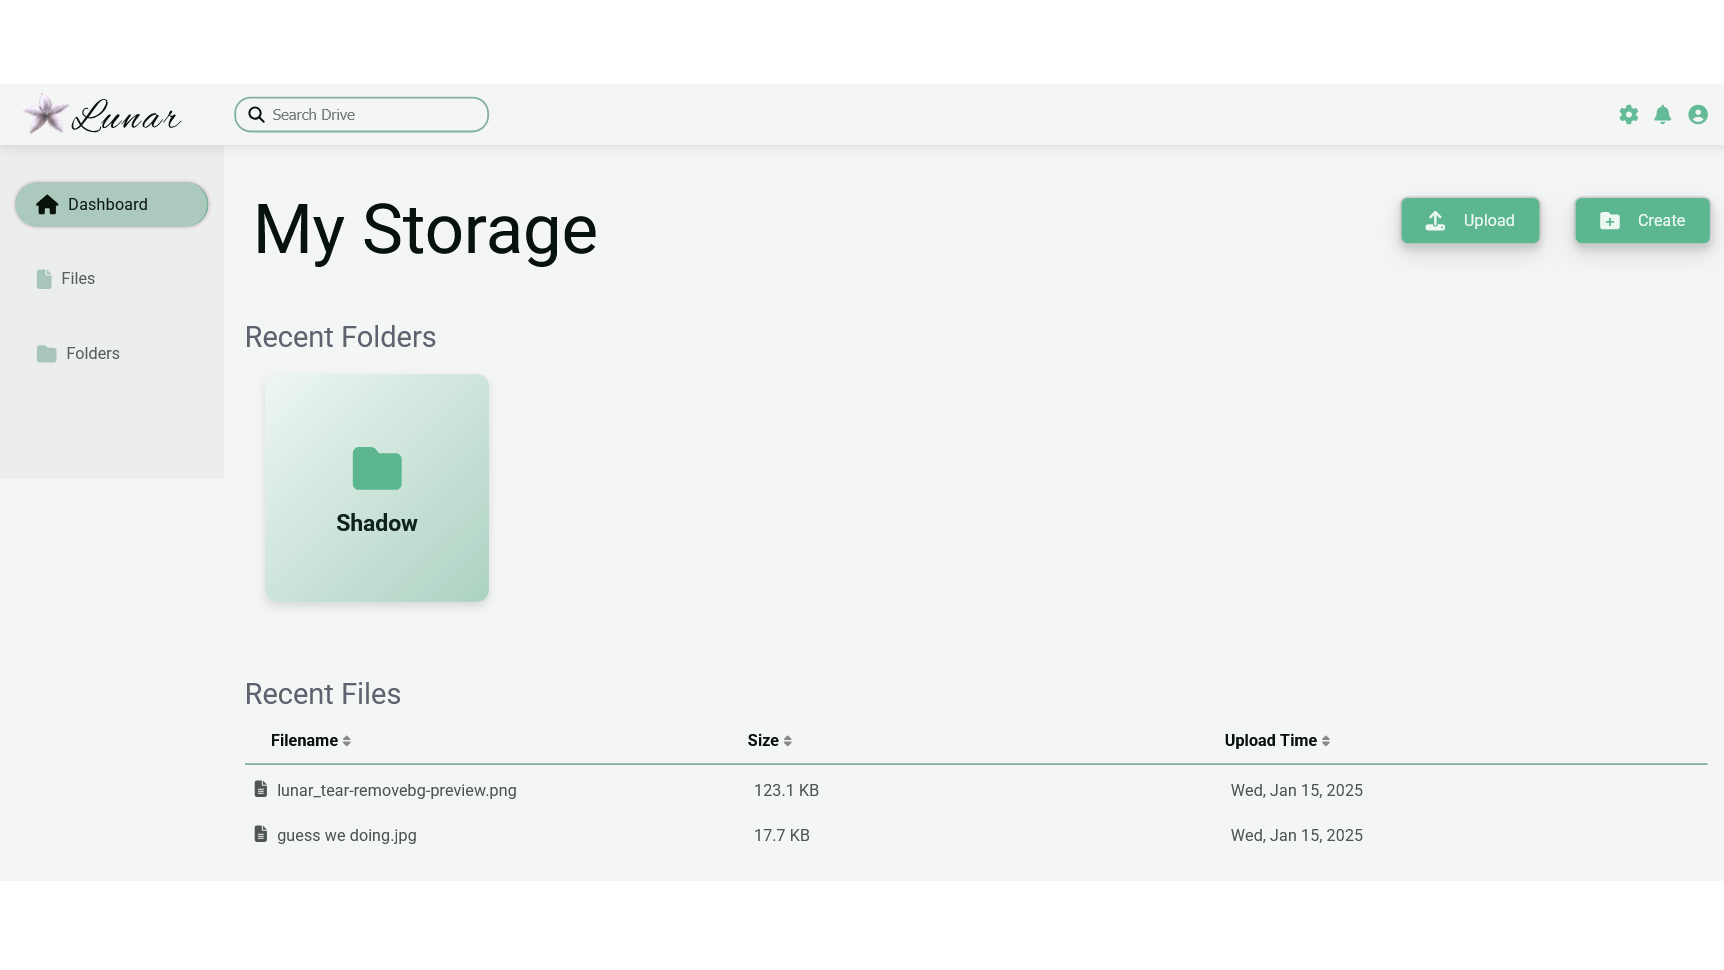 Lunar
Search Drive
Dashboard
Files
Folders
My Storage
Upload
Create
Recent Folders
Shadow
Recent Files
Filename Size Upload Time
lunar_tear-removebg-preview.png 123.1 KB Wed, Jan 15, 2025
guess we doing.jpg 17.7 KB Wed, Jan 15, 2025